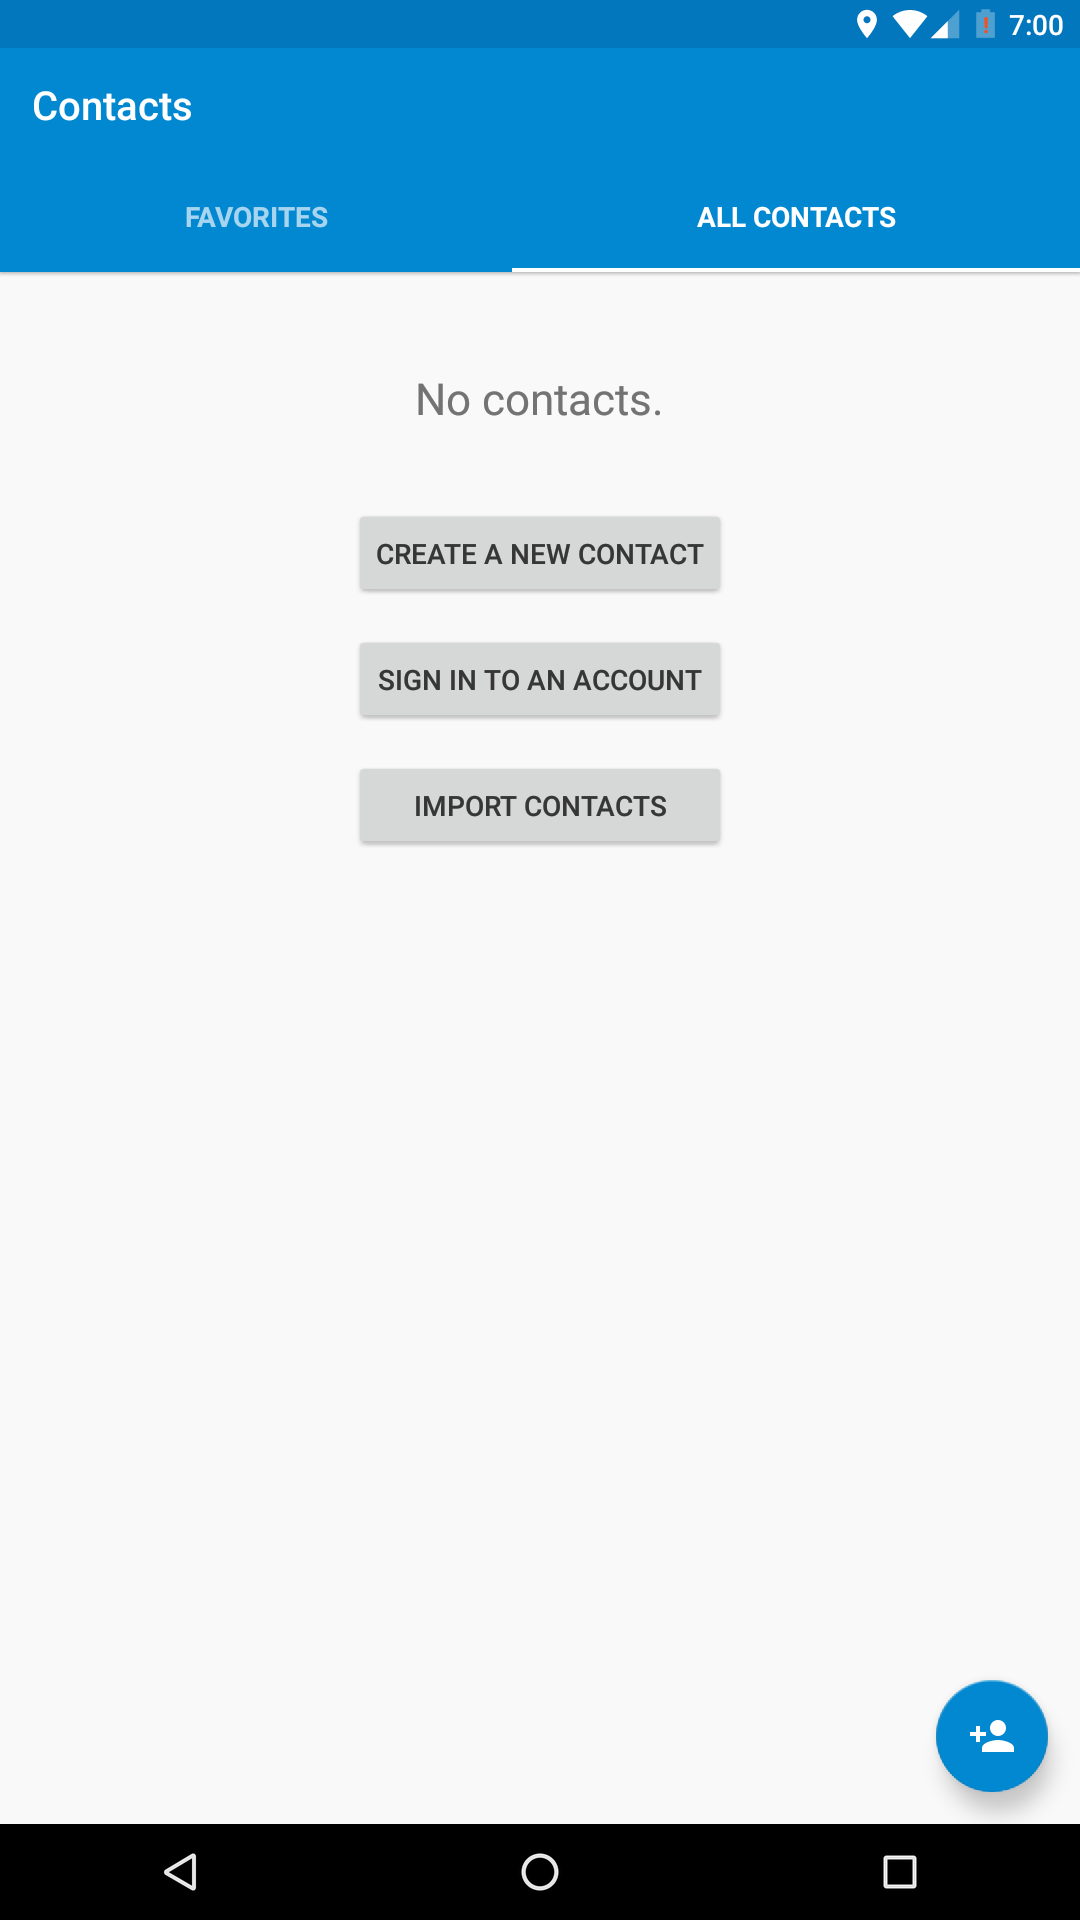 7:00
Contacts
FAVORITES
ALL CONTACTS
No contacts.
CREATE A NEW CONTACT
SIGN IN TO AN ACCOUNT
IMPORT CONTACTS